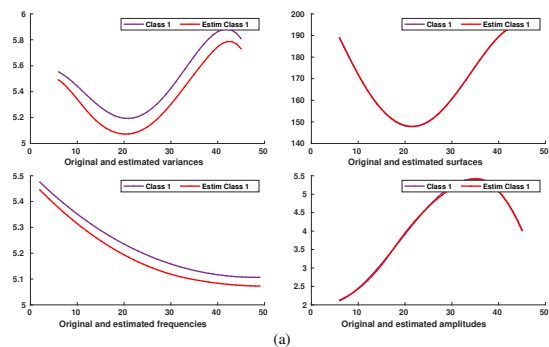 6
5.8
5.6
5.4
5.2
5
0 10 20 30 40 50
Class 1 Estim Class 1
Original and estimated variances
200
190
180
170
160
150
140
0 10 20 30 40 50
Class 1 Estim Class 1
Original and estimated surfaces
5.5
5.4
5.3
5.2
5.1
5
0 10 20 30 40 50
Class 1 Estim Class 1
Original and estimated frequencies
5.5
5
4.5
4
3.5
3
2.5
2
0 10 20 30 40 50
Class 1 Estim Class 1
Original and estimated amplitudes
(a)